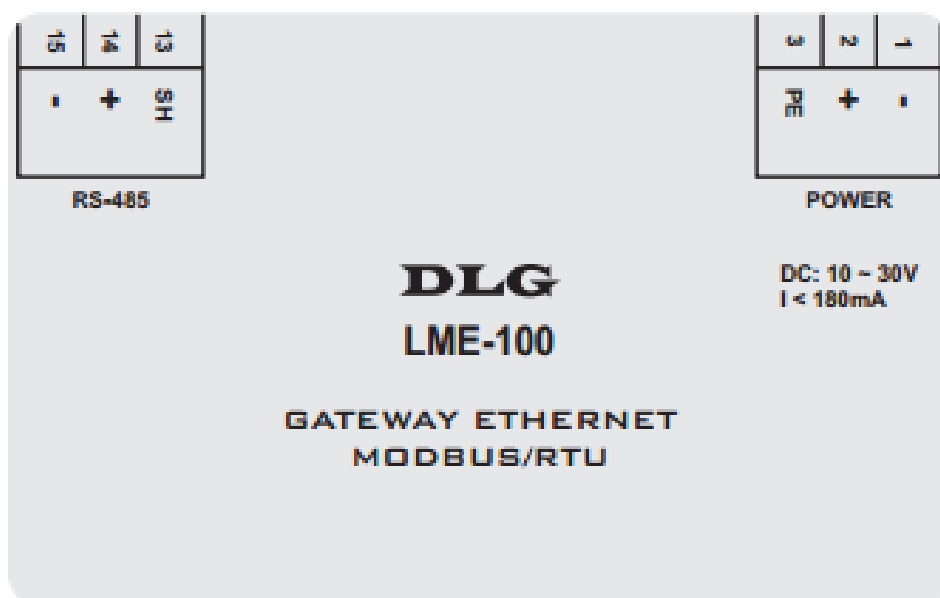 15 14 13
- + SH
RS-485
3 2 1
PE + -
POWER
DC: 10 ~ 30V
I < 180mA
DLG
LME-100
GATEWAY ETHERNET
MODBUS/RTU